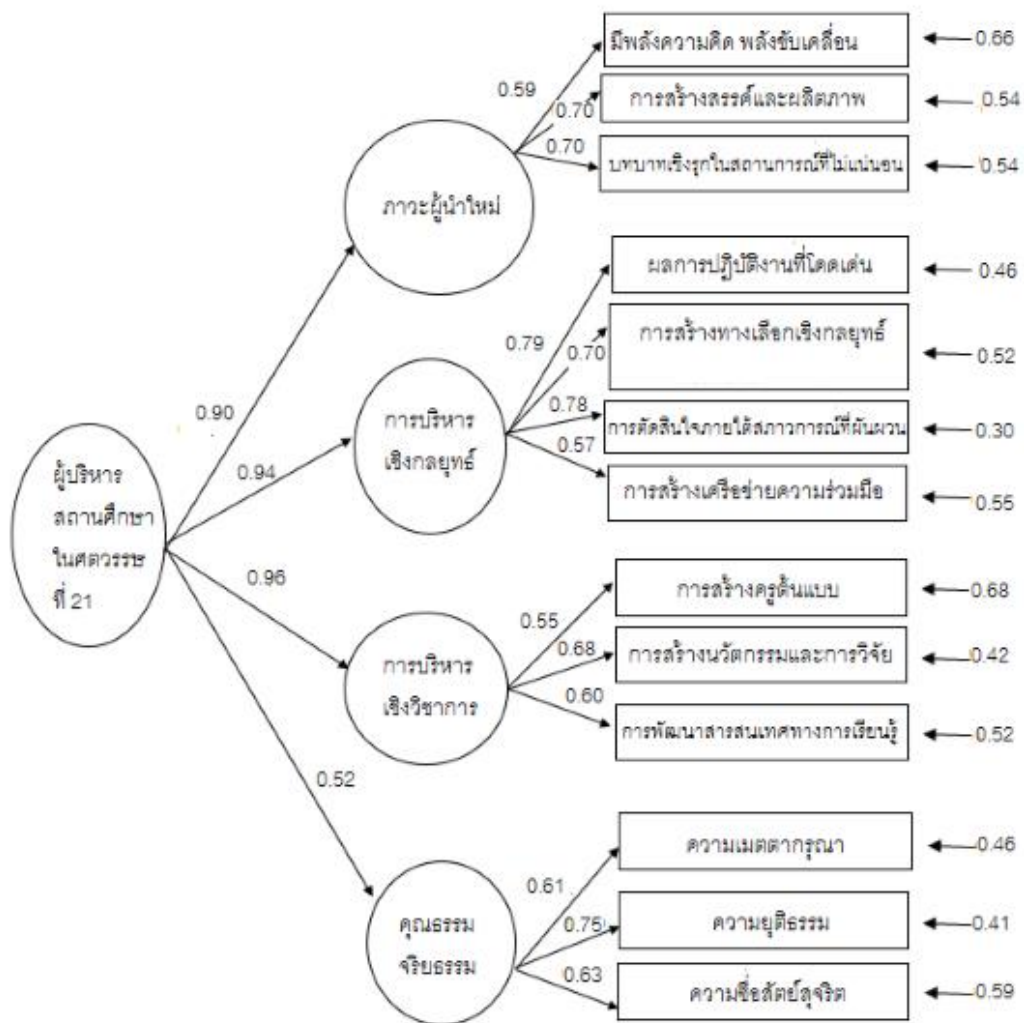 ผู้บริหาร
สถานศึกษา
ในศตวรรษ
ที่ 21
0.90
0.94
0.96
0.52
ภาวะผู้นำใหม่
0.59
0.70
0.70
มีพลังความคิด พลังขับเคลื่อน
0.66
การสร้างสรรค์และผลิตภาพ
0.54
บทบาทเชิงรุกในสถานการณ์ที่ไม่แน่นอน
0.54
การบริหาร
เชิงกลยุทธ์
0.79
0.70
0.78
0.57
ผลการปฏิบัติงานที่โดดเด่น
0.46
การสร้างทางเลือกเชิงกลยุทธ์
0.52
การตัดสินใจภายใต้สภาวการณ์ที่ผันผวน
0.30
การสร้างเครือข่ายความร่วมมือ
0.55
การบริหาร
เชิงวิชาการ
0.55
0.68
0.60
การสร้างครูต้นแบบ
0.68
การสร้างนวัตกรรมและการวิจัย
0.42
การพัฒนาสารสนเทศทางการเรียนรู้
0.52
คุณธรรม
จริยธรรม
0.61
0.75
0.63
ความเมตตากรุณา
0.46
ความยุติธรรม
0.41
ความซื่อสัตย์สุจริต
0.59